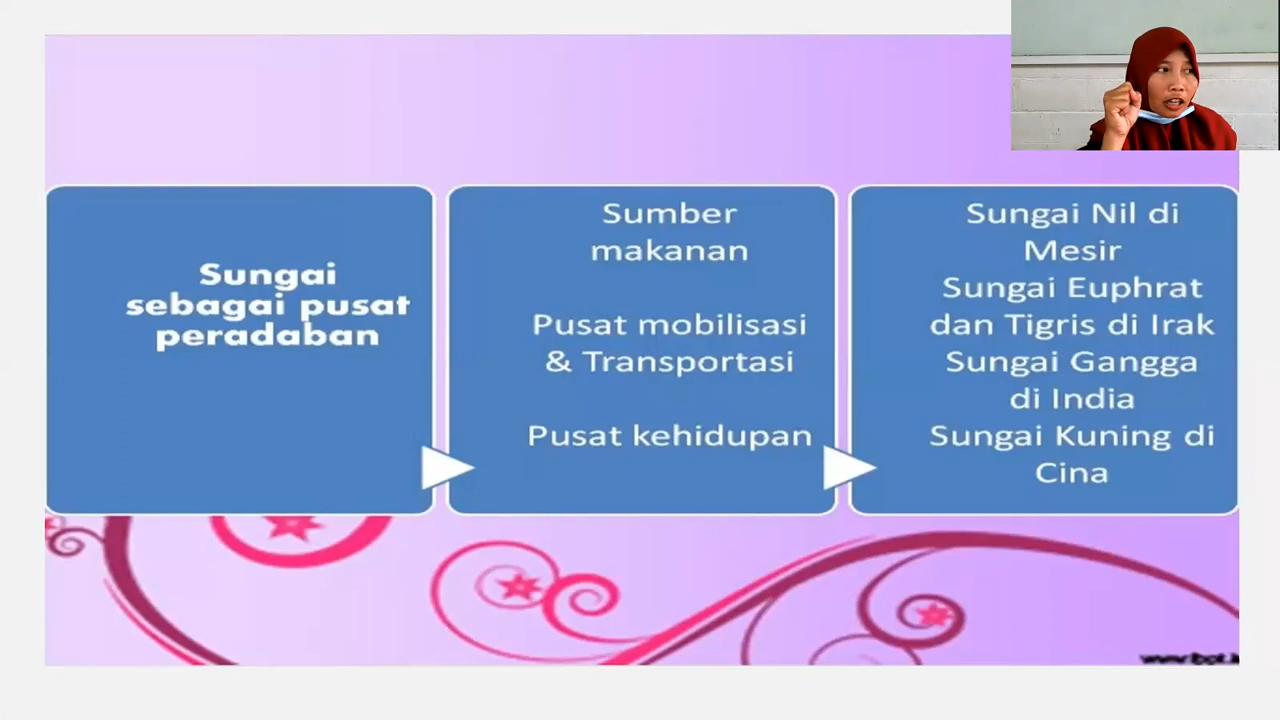 Sungai
sebagai pusat
peradaban
Sumber
makanan
Pusat mobilisasi
& Transportasi
Pusat kehidupan
Sungai Nil di
Mesir
Sungai Euphrat
dan Tigris di Irak
Sungai Gangga
di India
Sungai Kuning di
Cina